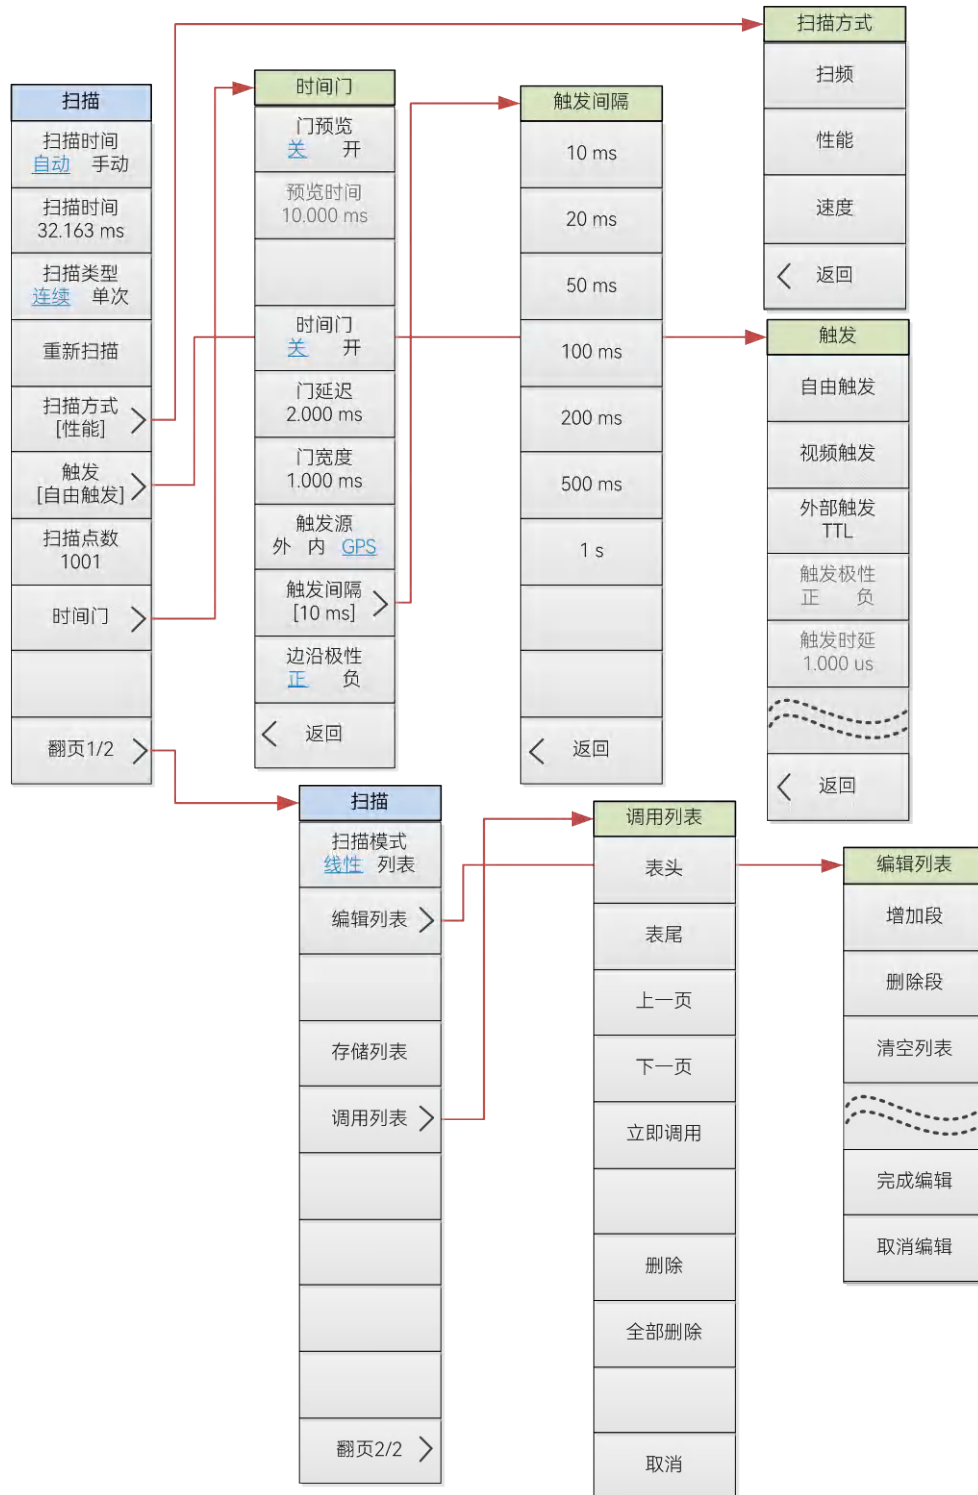 扫描
扫描时间
自动 手动
扫描时间
32.163 ms
扫描类型
连续 单次
重新扫描
扫描方式
[性能]
触发
[自由触发]
扫描点数
1001
时间门
翻页1/2
时间门
门预览
关 开
预览时间
10.000 ms
时间门
关 开
门延迟
2.000 ms
门宽度
1.000 ms
触发源
外 内 GPS
触发间隔
[10 ms]
边沿极性
正 负
返回
触发间隔
10 ms
20 ms
50 ms
100 ms
200 ms
500 ms
1 s
返回
扫描方式
扫频
性能
速度
返回
触发
自由触发
视频触发
外部触发
TTL
触发极性
正 负
触发时延
1.000 us
返回
扫描
扫描模式
线性 列表
编辑列表
存储列表
调用列表
翻页2/2
调用列表
表头
表尾
上一页
下一页
立即调用
删除
全部删除
取消
编辑列表
增加段
删除段
清空列表
完成编辑
取消编辑